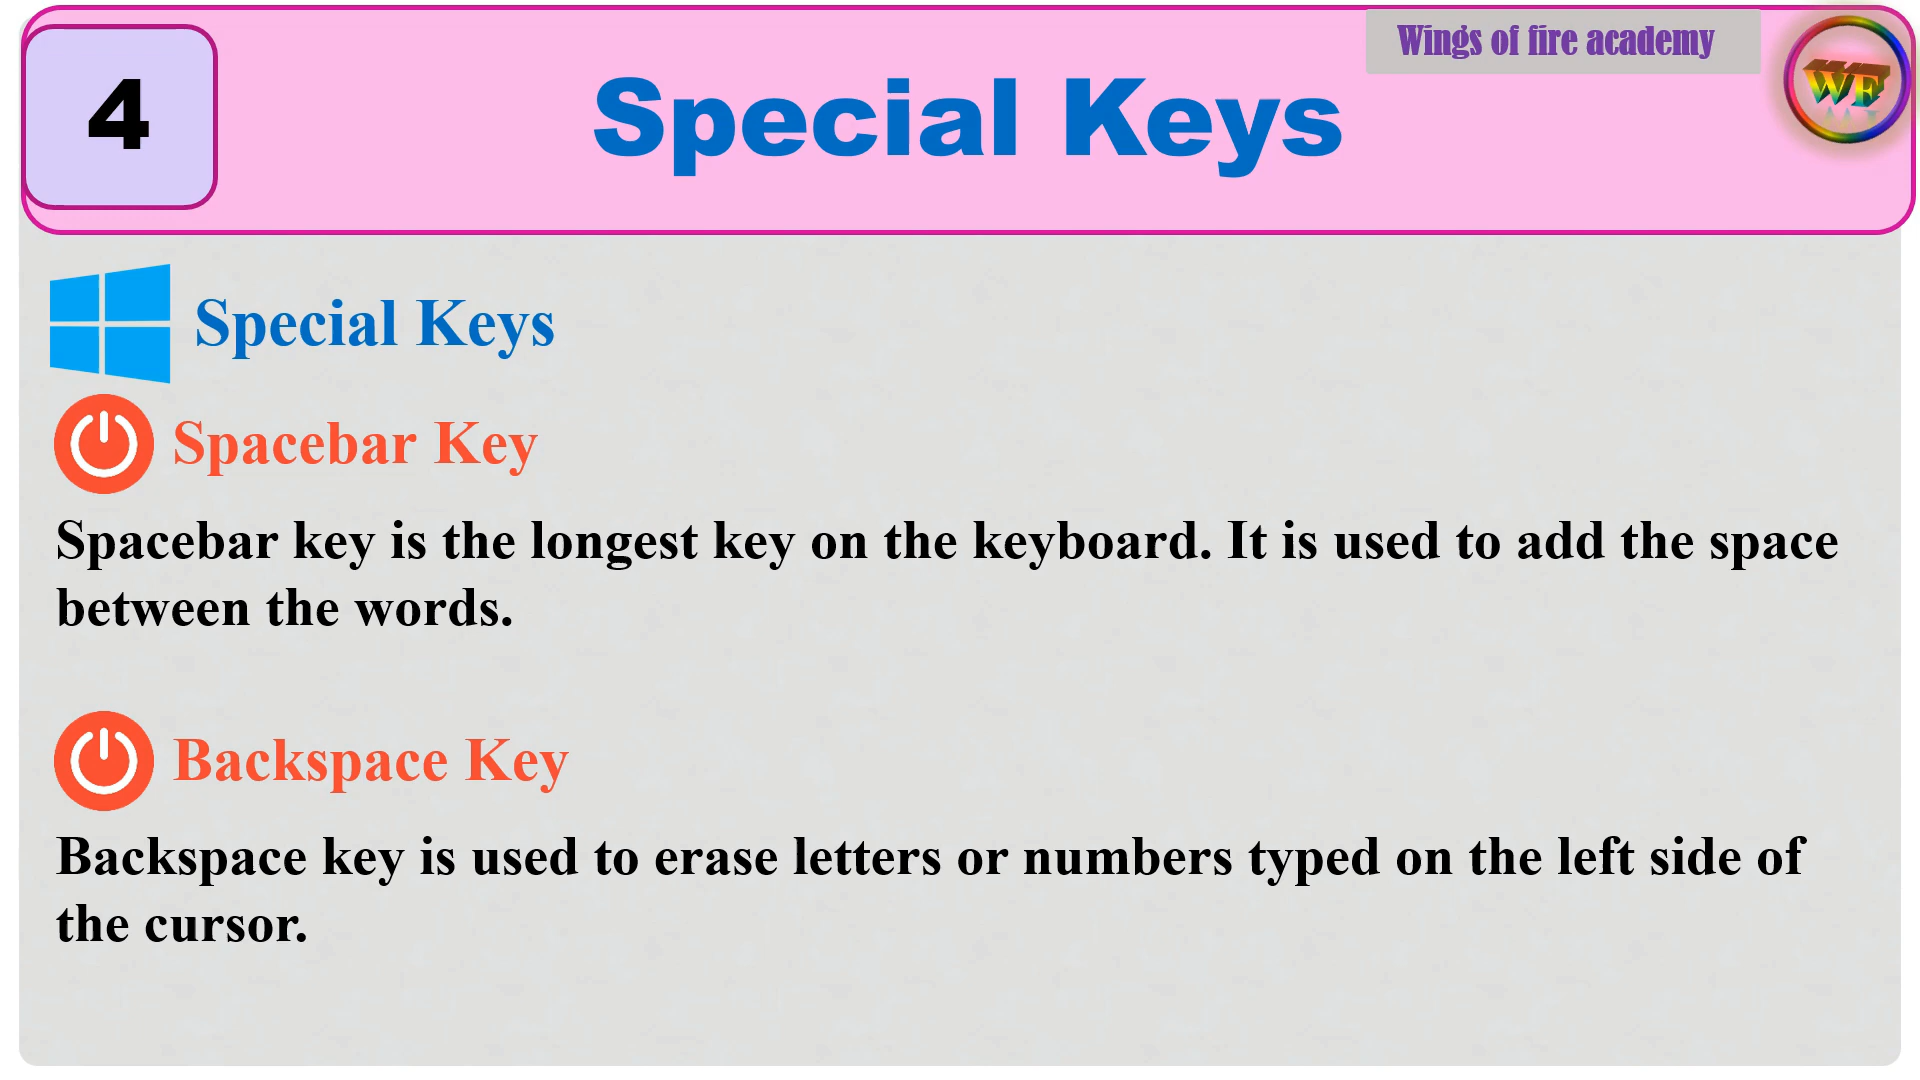 Wings of fire academy
WF
4
Special Keys
Special Keys
Spacebar Key
Spacebar key is the longest key on the keyboard. It is used to add the space
between the words.
Backspace Key
Backspace key is used to erase letters or numbers typed on the left side of
the cursor.